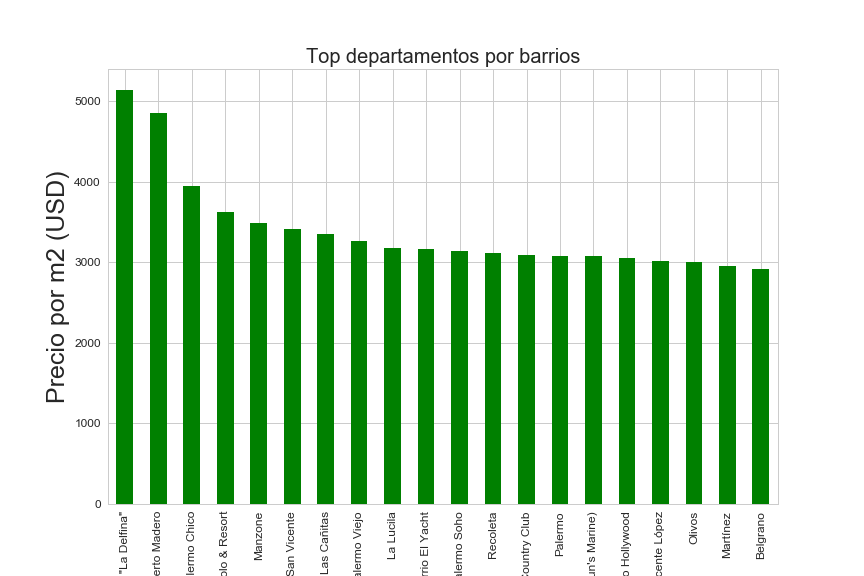 Top departamentos por barrios
Precio por m2 (USD)
5000
4000
3000
2000
1000
0
"La Delfina"
erto Madero
lermo Chico
olo & Resort
Manzone
San Vicente
Las Cañitas
alermo Viejo
La Lucila
rrio El Yacht
alermo Soho
Recoleta
Country Club
Palermo
un's Marine)
o Hollywood
cente López
Olivos
Martínez
Belgrano